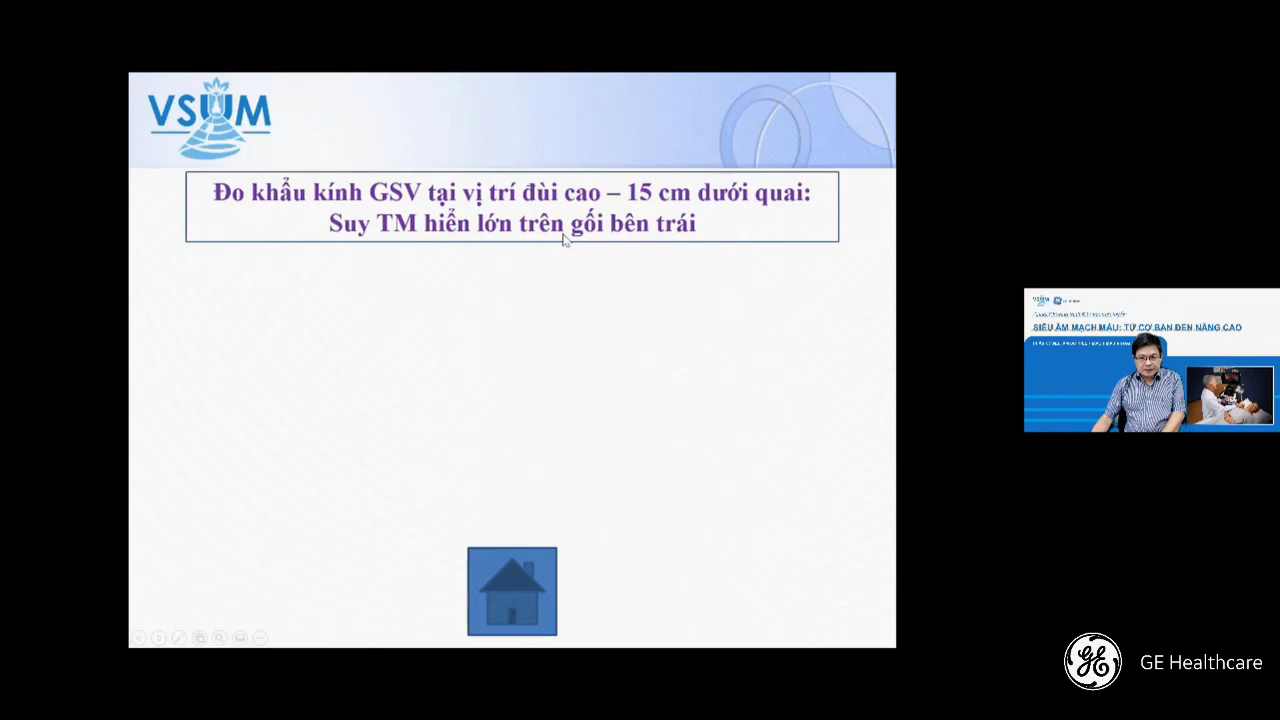 VSUM
Đo khẩu kính GSV tại vị trí đùi cao – 15 cm dưới quai:
Suy TM hiển lớn trên gối bên trái
SIÊU ÂM MẠCH MÁU: TỪ CƠ BẢN ĐẾN NÂNG CAO
GE Healthcare